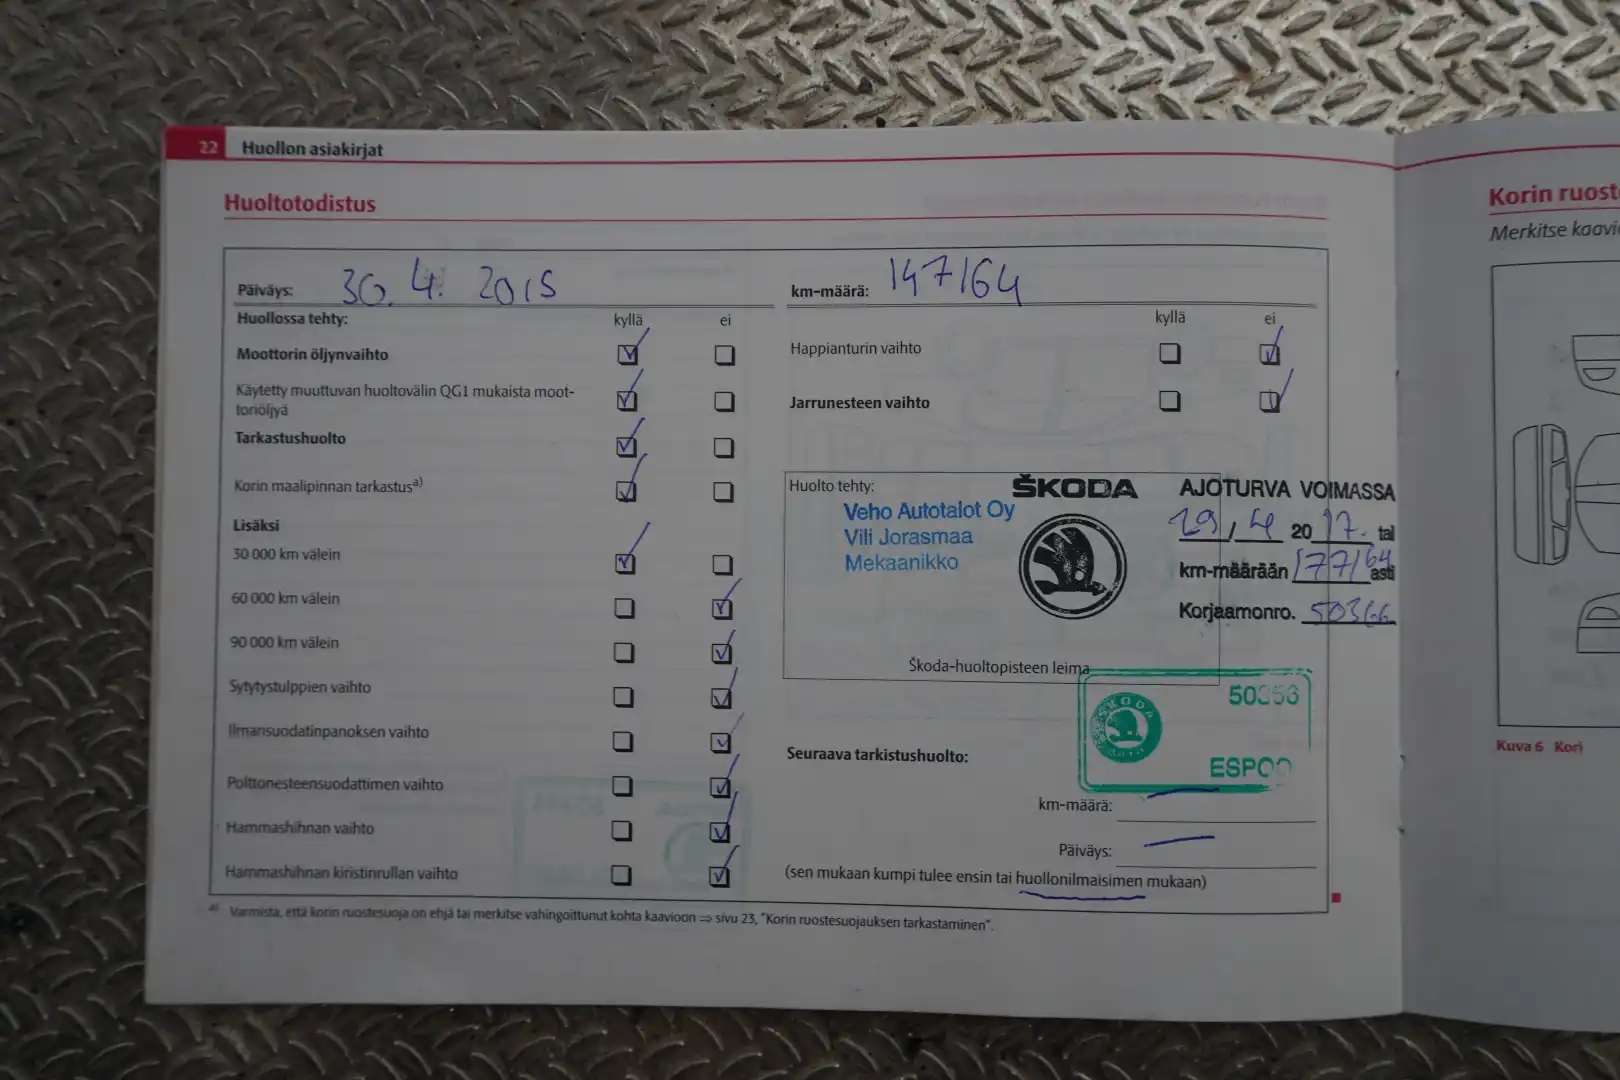 22 Huollon asiakirjat
Huoltotodistus
Päiväys: 30.4. 2015
km-määrä: 147164
Huollossa tehty: kyllä ei
Moottorin öljynvaihto
Käytetty muuttuvan huoltovälin QG1 mukaista moot-
toriöljyä
Tarkastushuolto
Korin maalipinnan tarkastus a)
Lisäksi
30 000 km välein
60 000 km välein
90 000 km välein
Sytytystulppien vaihto
Ilmansuodatinpanoksen vaihto
Polttonesteensuodattimen vaihto
Hammashihnan vaihto
Hammashihnan kiristinrullan vaihto
kyllä ei
Happianturin vaihto
Jarrunesteen vaihto
Huolto tehty:
Veho Autotalot Oy
Vili Jorasmaa
Mekaanikko
ŠKODA
AJOTURVA VOIMASSA
29/4 2017. tai
km-määrään 177164 asti
Korjaamonro. 50366
Škoda-huoltopisteen leima
SKODA
ESPOO
Seuraava tarkistushuolto:
km-määrä:
Päiväys:
(sen mukaan kumpi tulee ensin tai huollonilmaisimen mukaan)
a) Varmista, että korin ruostesuoja on ehjä tai merkitse vahingoittunut kohta kaavioon ⇒ sivu 23, "Korin ruostesuojauksen tarkastaminen".
Korin ruost
Merkitse kaavi
Kuva 6 Kori